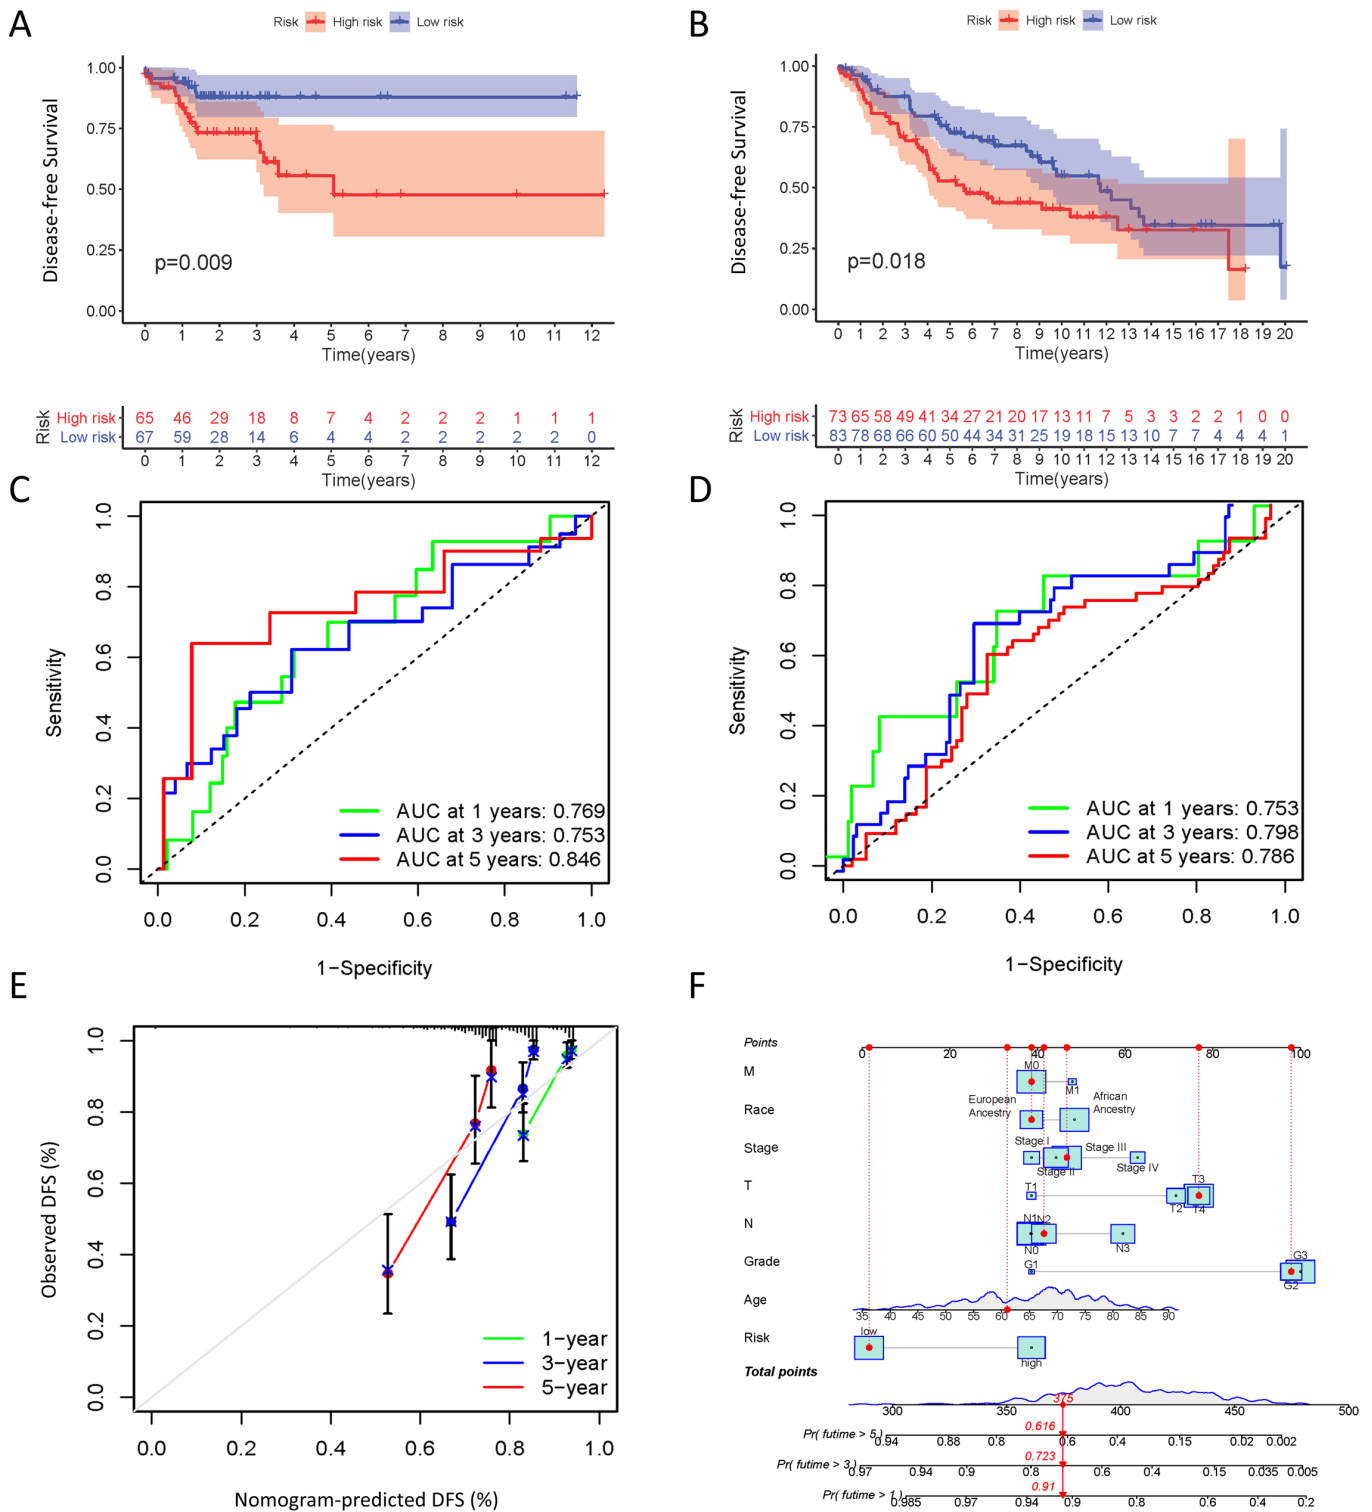 A
Risk High risk Low risk
Disease-free Survival
1.00
0.75
0.50
0.25
0.00
p=0.009
0 1 2 3 4 5 6 7 8 9 10 11 12
Time(years)
Risk
High risk 65 46 29 18 8 7 4 2 2 2 1 1 1
Low risk 67 59 28 14 6 4 4 2 2 2 2 2 0
0 1 2 3 4 5 6 7 8 9 10 11 12
Time(years)
B
Risk High risk Low risk
Disease-free Survival
1.00
0.75
0.50
0.25
0.00
p=0.018
0 1 2 3 4 5 6 7 8 9 10 11 12 13 14 15 16 17 18 19 20
Time(years)
Risk
High risk 73 65 58 49 41 34 27 21 20 17 13 11 7 5 3 3 2 2 1 0 0
Low risk 83 78 68 66 60 50 44 34 31 25 19 18 15 13 10 7 7 4 4 4 1
0 1 2 3 4 5 6 7 8 9 10 11 12 13 14 15 16 17 18 19 20
Time(years)
C
Sensitivity
1.0
0.8
0.6
0.4
0.2
0.0
AUC at 1 years: 0.769
AUC at 3 years: 0.753
AUC at 5 years: 0.846
0.0 0.2 0.4 0.6 0.8 1.0
1−Specificity
D
Sensitivity
1.0
0.8
0.6
0.4
0.2
0.0
AUC at 1 years: 0.753
AUC at 3 years: 0.798
AUC at 5 years: 0.786
0.0 0.2 0.4 0.6 0.8 1.0
1−Specificity
E
Observed DFS (%)
1.0
0.8
0.6
0.4
0.2
0.0
1−year
3−year
5−year
0.0 0.2 0.4 0.6 0.8 1.0
Nomogram-predicted DFS (%)
F
Points
0 20 40 60 80 100
M
M0
M1
Race
European Ancestry
African Ancestry
Stage
Stage I
Stage II
Stage III
Stage IV
T
T1
T2
T3
T4
N
N1 N2
N0
N3
Grade
G1
G3
G2
Age
35 40 45 50 55 60 65 70 75 80 85 90
Risk
low
high
Total points
375
300 350 400 450 500
0.616
Pr( futime > 5 )
0.94 0.88 0.8 0.6 0.4 0.15 0.02 0.002
0.723
Pr( futime > 3 )
0.97 0.94 0.9 0.8 0.6 0.4 0.15 0.035 0.005
0.91
Pr( futime > 1 )
0.985 0.97 0.94 0.9 0.8 0.6 0.4 0.2